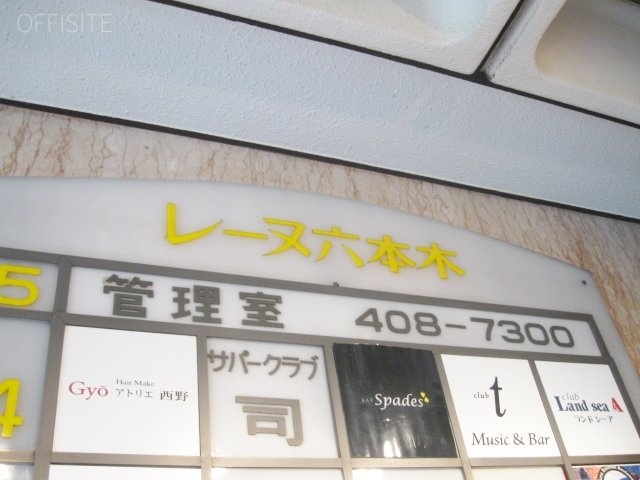 OFFISITE
レーヌ六本木
5
管理室 408-7300
4
Gyō Hair Make
アトリエ 西野
サパークラブ
司
BAR Spades
club
t
Music & Bar
club
Land sea A
ランド シーア